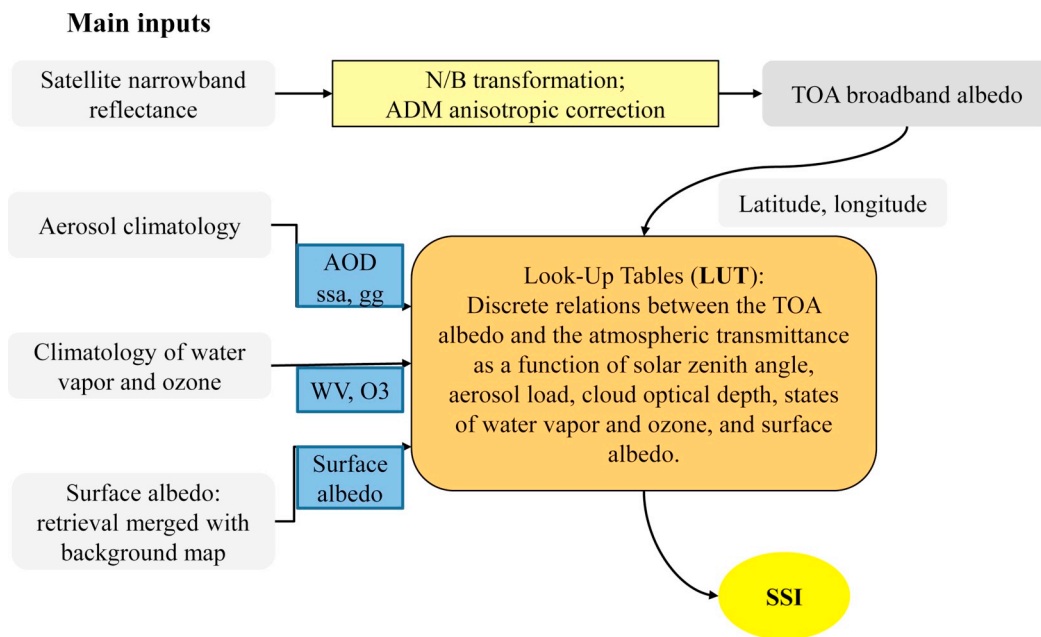 Main inputs
Satellite narrowband
reflectance
N/B transformation;
ADM anisotropic correction
TOA broadband albedo
Latitude, longitude
Aerosol climatology
AOD
ssa, gg
Climatology of water
vapor and ozone
WV, O3
Surface albedo:
retrieval merged with
background map
Surface
albedo
Look-Up Tables (LUT):
Discrete relations between the TOA
albedo and the atmospheric transmittance
as a function of solar zenith angle,
aerosol load, cloud optical depth, states
of water vapor and ozone, and surface
albedo.
SSI